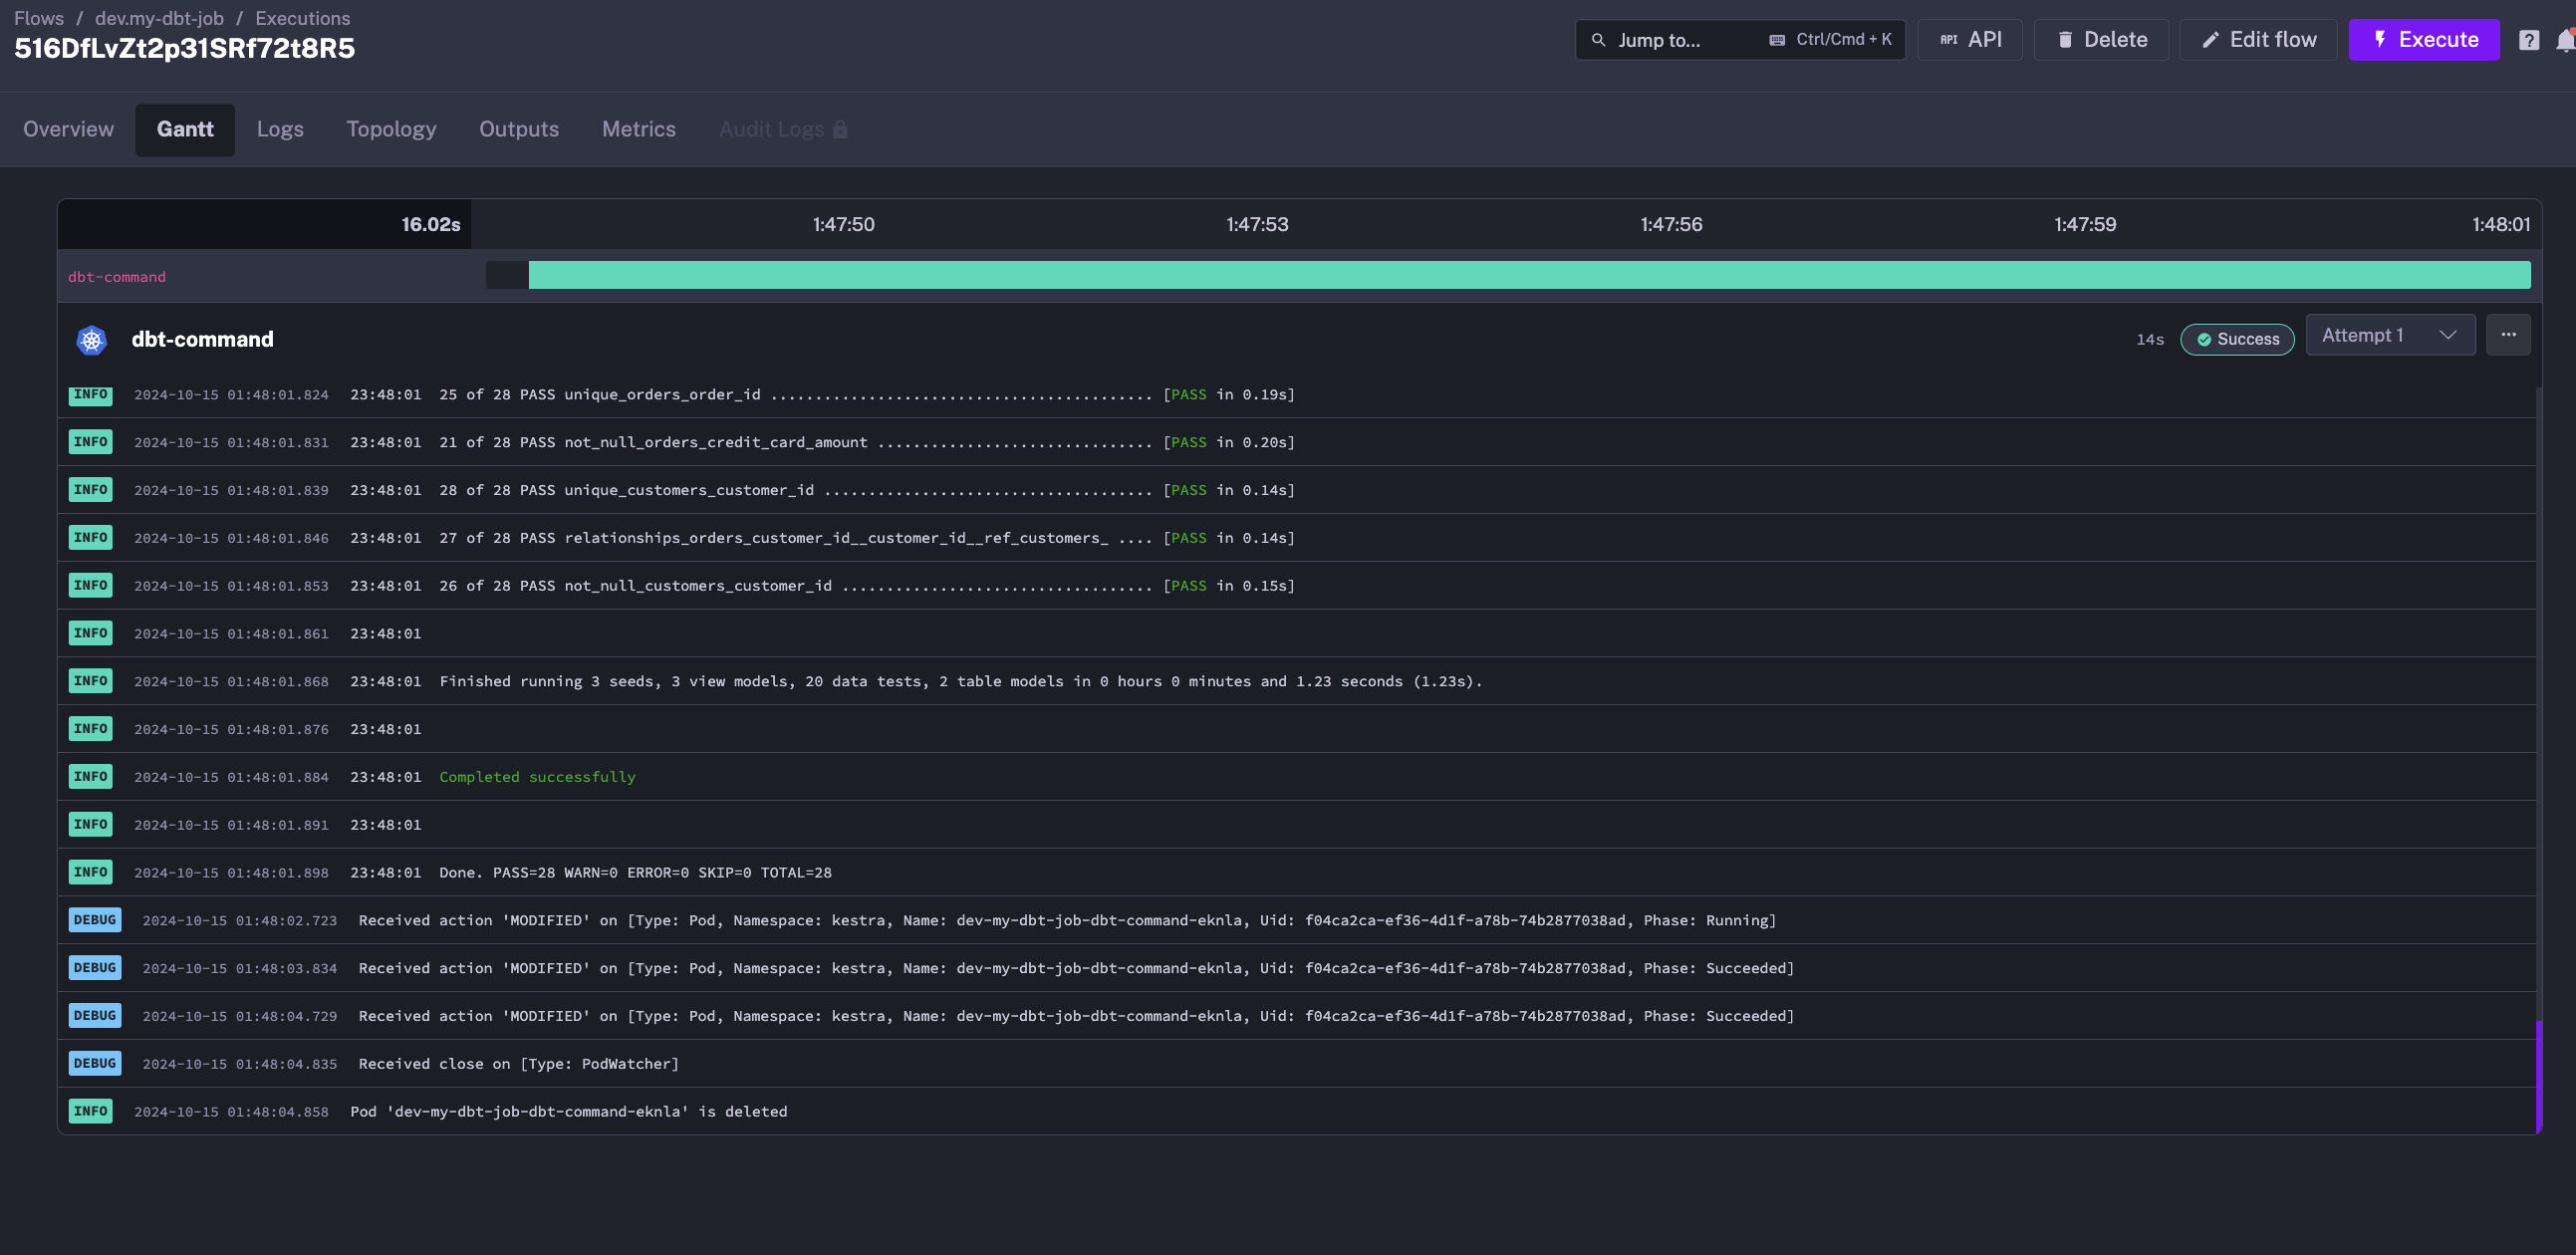 Flows / dev.my-dbt-job / Executions
516DfLvZt2p31SRf72t8R5
Jump to... Ctrl/Cmd + K API API Delete Edit flow Execute ?
Overview Gantt Logs Topology Outputs Metrics Audit Logs
16.02s 1:47:50 1:47:53 1:47:56 1:47:59 1:48:01
dbt-command
dbt-command 14s Success Attempt 1 ...
INFO 2024-10-15 01:48:01.824 23:48:01 25 of 28 PASS unique_orders_order_id ........................................... [PASS in 0.19s]
INFO 2024-10-15 01:48:01.831 23:48:01 21 of 28 PASS not_null_orders_credit_card_amount ............................... [PASS in 0.20s]
INFO 2024-10-15 01:48:01.839 23:48:01 28 of 28 PASS unique_customers_customer_id ..................................... [PASS in 0.14s]
INFO 2024-10-15 01:48:01.846 23:48:01 27 of 28 PASS relationships_orders_customer_id__customer_id__ref_customers_ .... [PASS in 0.14s]
INFO 2024-10-15 01:48:01.853 23:48:01 26 of 28 PASS not_null_customers_customer_id ................................... [PASS in 0.15s]
INFO 2024-10-15 01:48:01.861 23:48:01
INFO 2024-10-15 01:48:01.868 23:48:01 Finished running 3 seeds, 3 view models, 20 data tests, 2 table models in 0 hours 0 minutes and 1.23 seconds (1.23s).
INFO 2024-10-15 01:48:01.876 23:48:01
INFO 2024-10-15 01:48:01.884 23:48:01 Completed successfully
INFO 2024-10-15 01:48:01.891 23:48:01
INFO 2024-10-15 01:48:01.898 23:48:01 Done. PASS=28 WARN=0 ERROR=0 SKIP=0 TOTAL=28
DEBUG 2024-10-15 01:48:02.723 Received action 'MODIFIED' on [Type: Pod, Namespace: kestra, Name: dev-my-dbt-job-dbt-command-eknla, Uid: f04ca2ca-ef36-4d1f-a78b-74b2877038ad, Phase: Running]
DEBUG 2024-10-15 01:48:03.834 Received action 'MODIFIED' on [Type: Pod, Namespace: kestra, Name: dev-my-dbt-job-dbt-command-eknla, Uid: f04ca2ca-ef36-4d1f-a78b-74b2877038ad, Phase: Succeeded]
DEBUG 2024-10-15 01:48:04.729 Received action 'MODIFIED' on [Type: Pod, Namespace: kestra, Name: dev-my-dbt-job-dbt-command-eknla, Uid: f04ca2ca-ef36-4d1f-a78b-74b2877038ad, Phase: Succeeded]
DEBUG 2024-10-15 01:48:04.835 Received close on [Type: PodWatcher]
INFO 2024-10-15 01:48:04.858 Pod 'dev-my-dbt-job-dbt-command-eknla' is deleted